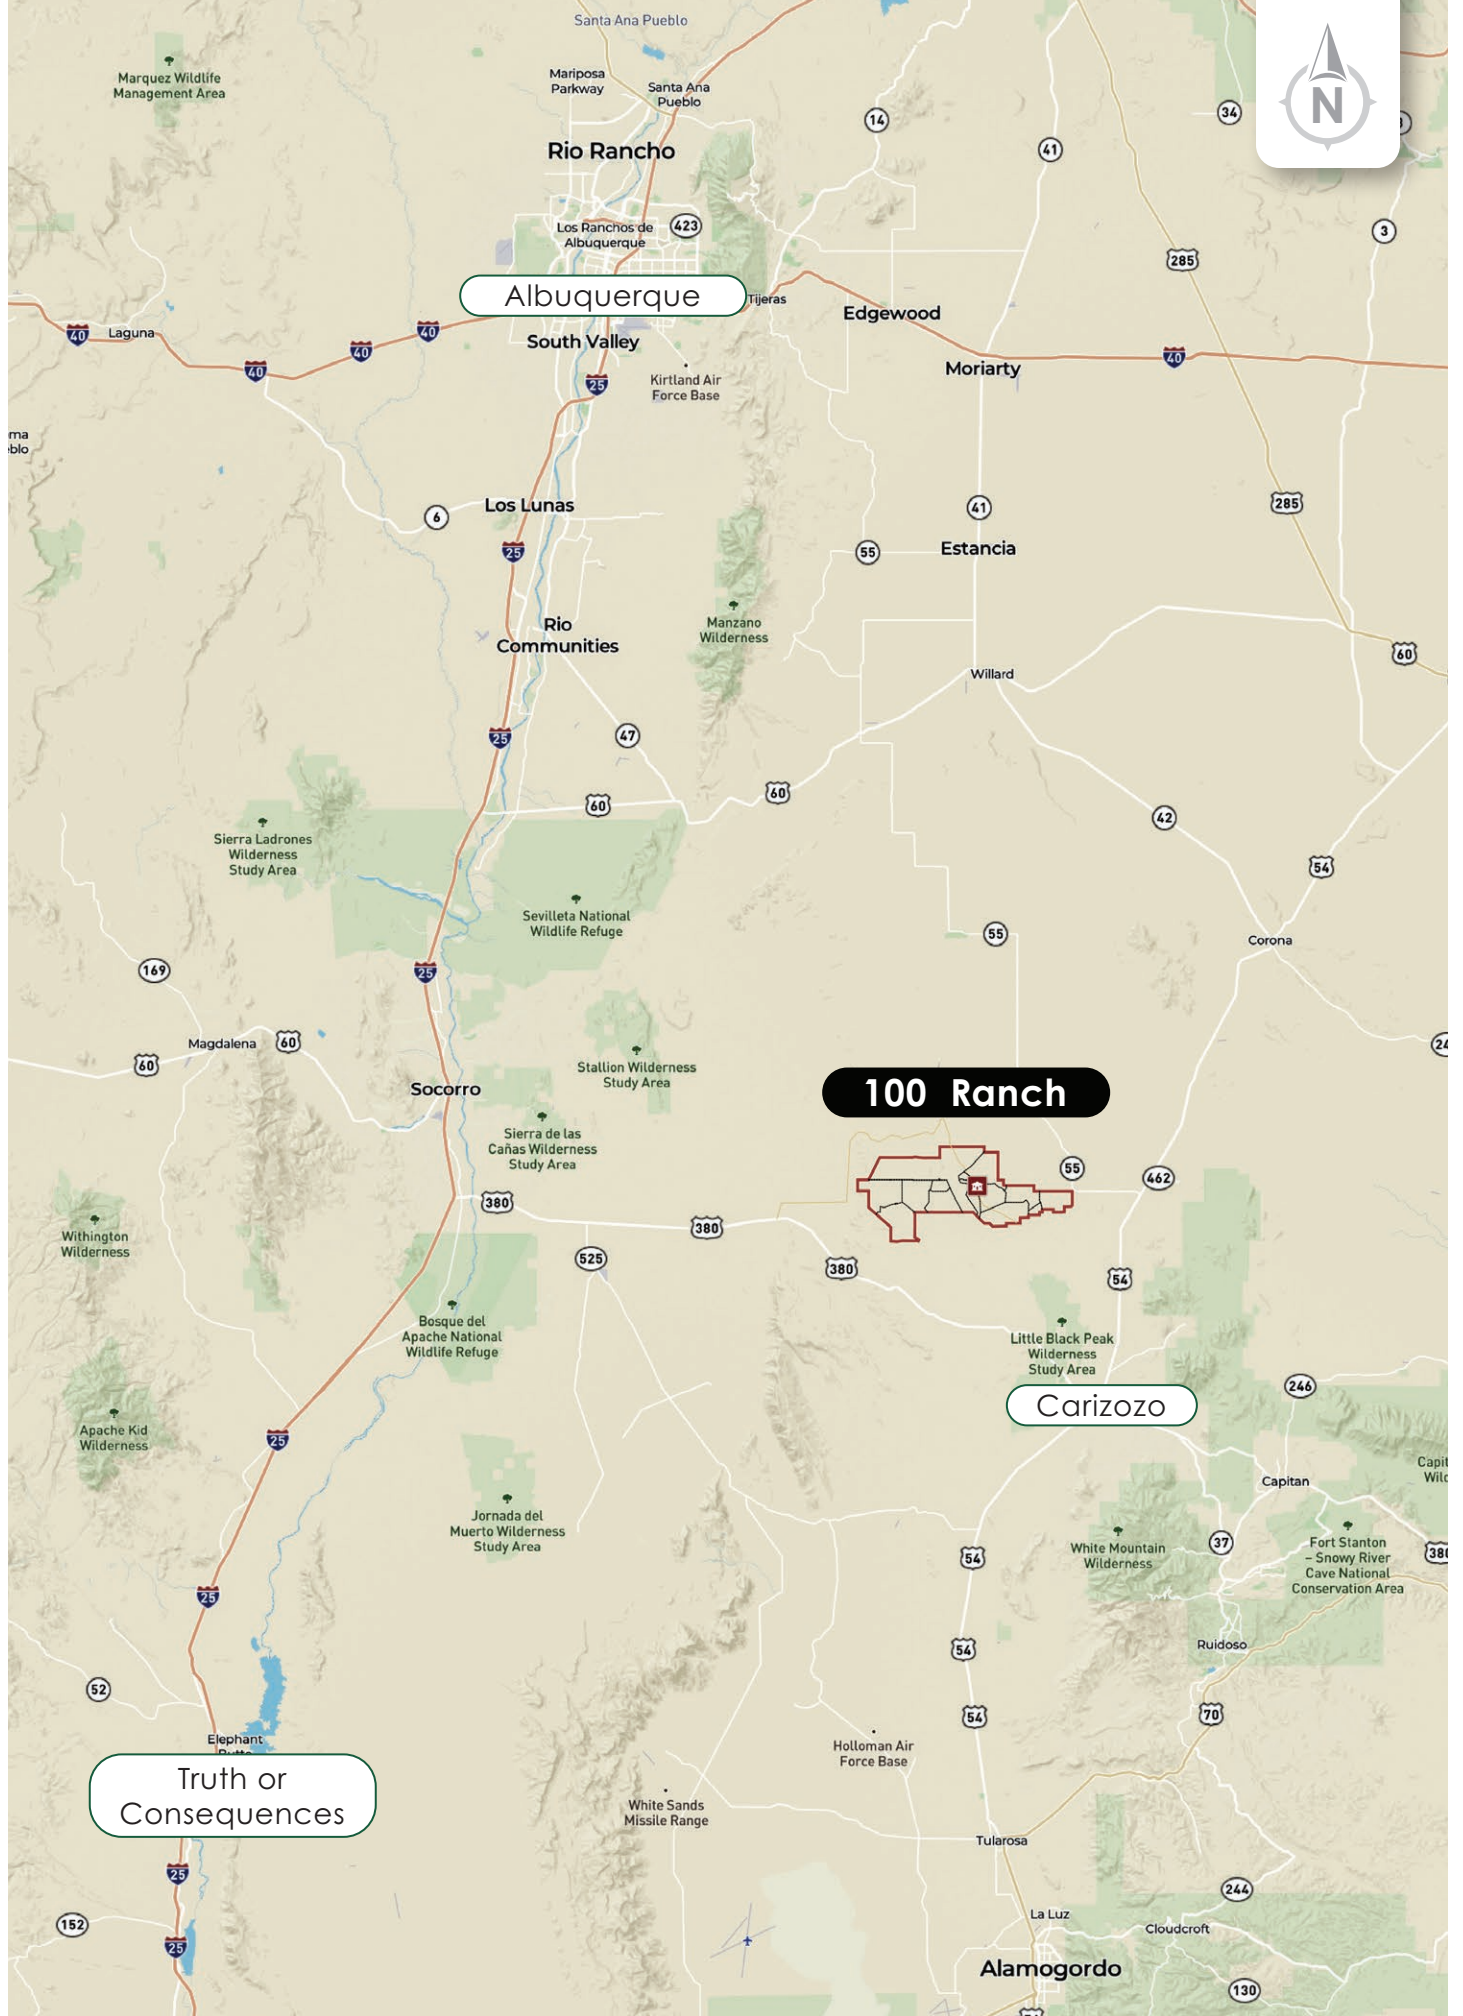 Santa Ana Pueblo
N
Marquez Wildlife
Management Area
Mariposa
Parkway
Santa Ana
Pueblo
14
34
41
3
Rio Rancho
423
Los Ranchos de
Albuquerque
3
285
Albuquerque
Tijeras
Edgewood
40
Laguna
40
40
40
South Valley
25
Kirtland Air
Force Base
Moriarty
40
ma
eblo
6
Los Lunas
25
41
285
55
Estancia
Rio
Communities
Manzano
Wilderness
60
Willard
25
47
60
60
42
Sierra Ladrones
Wilderness
Study Area
54
Sevilleta National
Wildlife Refuge
55
Corona
169
25
Magdalena
60
60
24
Stallion Wilderness
Study Area
Socorro
100 Ranch
Sierra de las
Cañas Wilderness
Study Area
55
462
380
380
Withington
Wilderness
525
380
54
Bosque del
Apache National
Wildlife Refuge
Little Black Peak
Wilderness
Study Area
Carizozo
246
Apache Kid
Wilderness
25
Capit
Wild
Capitan
Jornada del
Muerto Wilderness
Study Area
54
White Mountain
Wilderness
37
Fort Stanton
– Snowy River
Cave National
Conservation Area
380
25
54
Ruidoso
52
54
70
Elephant
Butte
Holloman Air
Force Base
Truth or
Consequences
White Sands
Missile Range
Tularosa
25
244
152
La Luz
Cloudcroft
25
Alamogordo
130